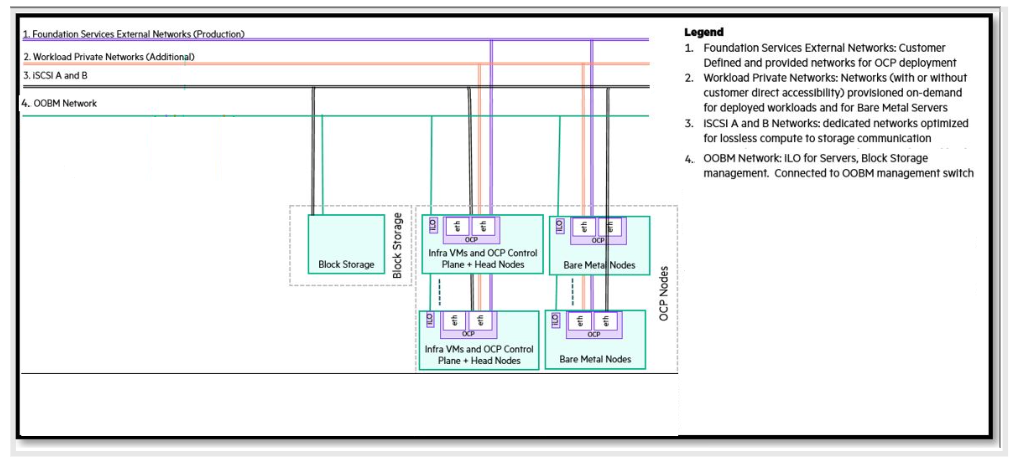 1. Foundation Services External Networks (Production)
2. Workload Private Networks (Additional)
3. iSCSI A and B
4. OOBM Network
Block Storage
Block Storage
ILO
eth
eth
OCP
Infra VMs and OCP Control
Plane + Head Nodes
ILO
eth
eth
OCP
Bare Metal Nodes
ILO
eth
eth
OCP
Infra VMs and OCP Control
Plane + Head Nodes
ILO
eth
eth
OCP
Bare Metal Nodes
OCP Nodes
Legend
1. Foundation Services External Networks: Customer
Defined and provided networks for OCP deployment
2. Workload Private Networks: Networks (with or without
customer direct accessibility) provisioned on-demand
for deployed workloads and for Bare Metal Servers
3. iSCSI A and B Networks: dedicated networks optimized
for lossless compute to storage communication
4. OOBM Network: ILO for Servers, Block Storage
management. Connected to OOBM management switch